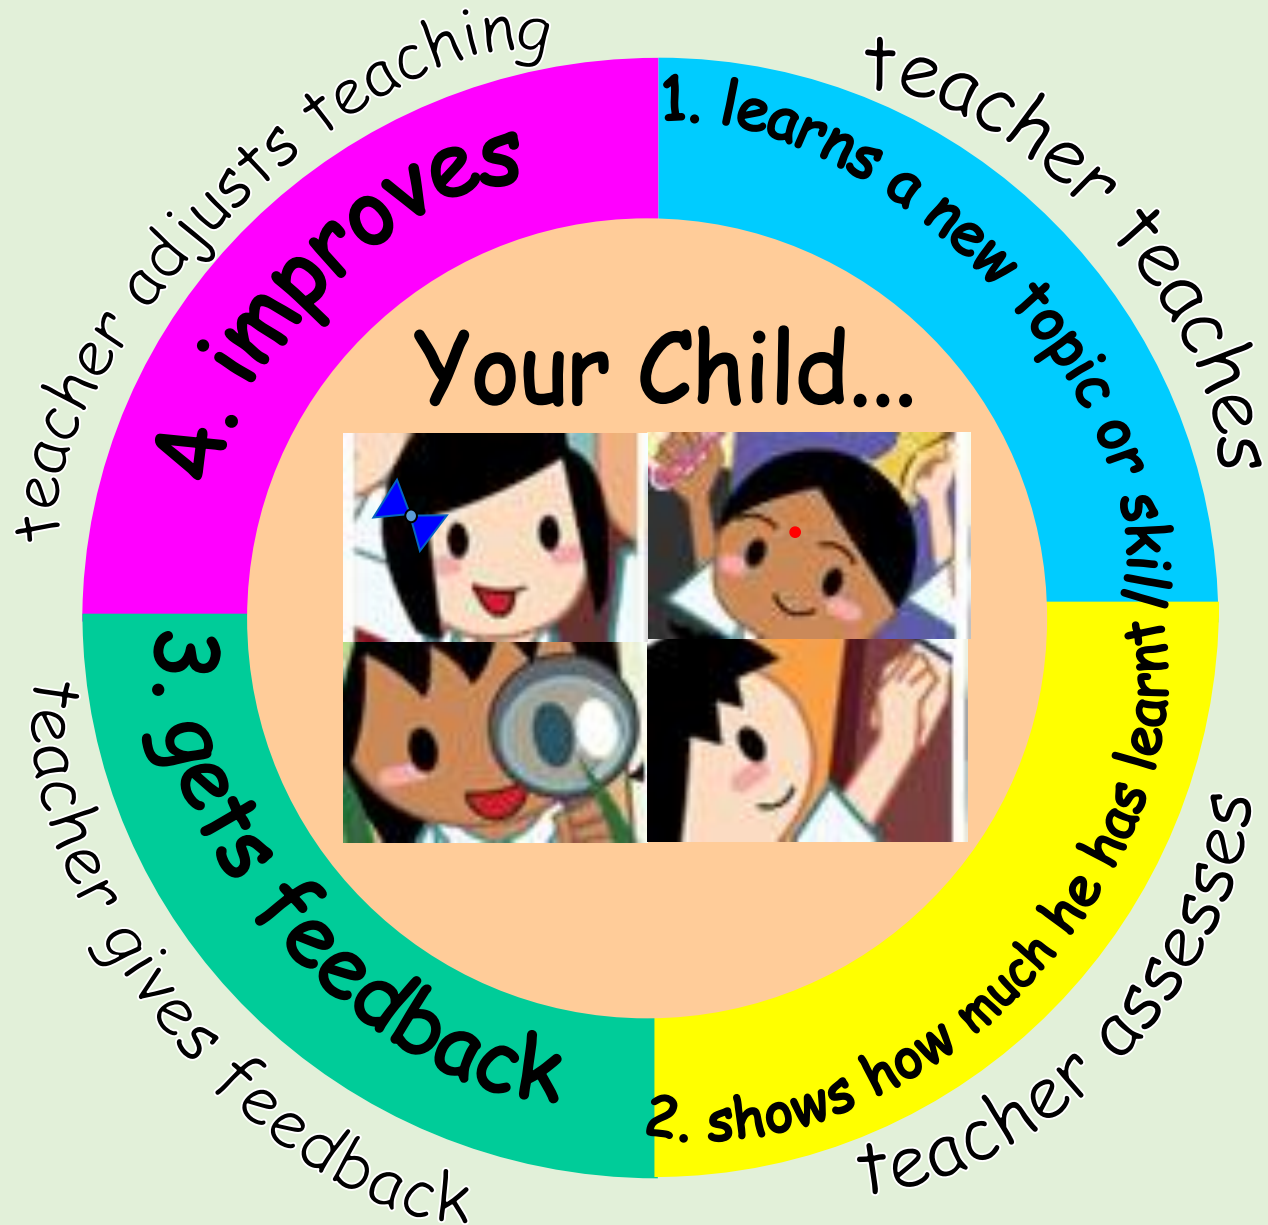 Your Child...
1. learns a new topic or skill
teacher teaches
2. shows how much he has learnt
teacher assesses
3. gets feedback
teacher gives feedback
4. improves
teacher adjusts teaching